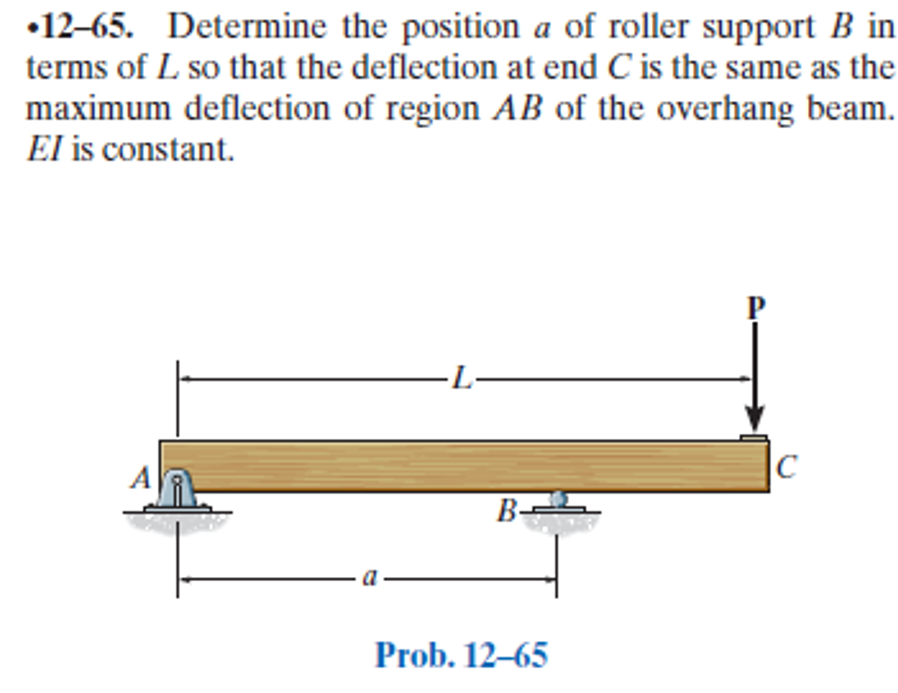 •12–65. Determine the position a of roller support B in
terms of L so that the deflection at end C is the same as the
maximum deflection of region AB of the overhang beam.
EI is constant.
P
L
A
C
B
a
Prob. 12–65